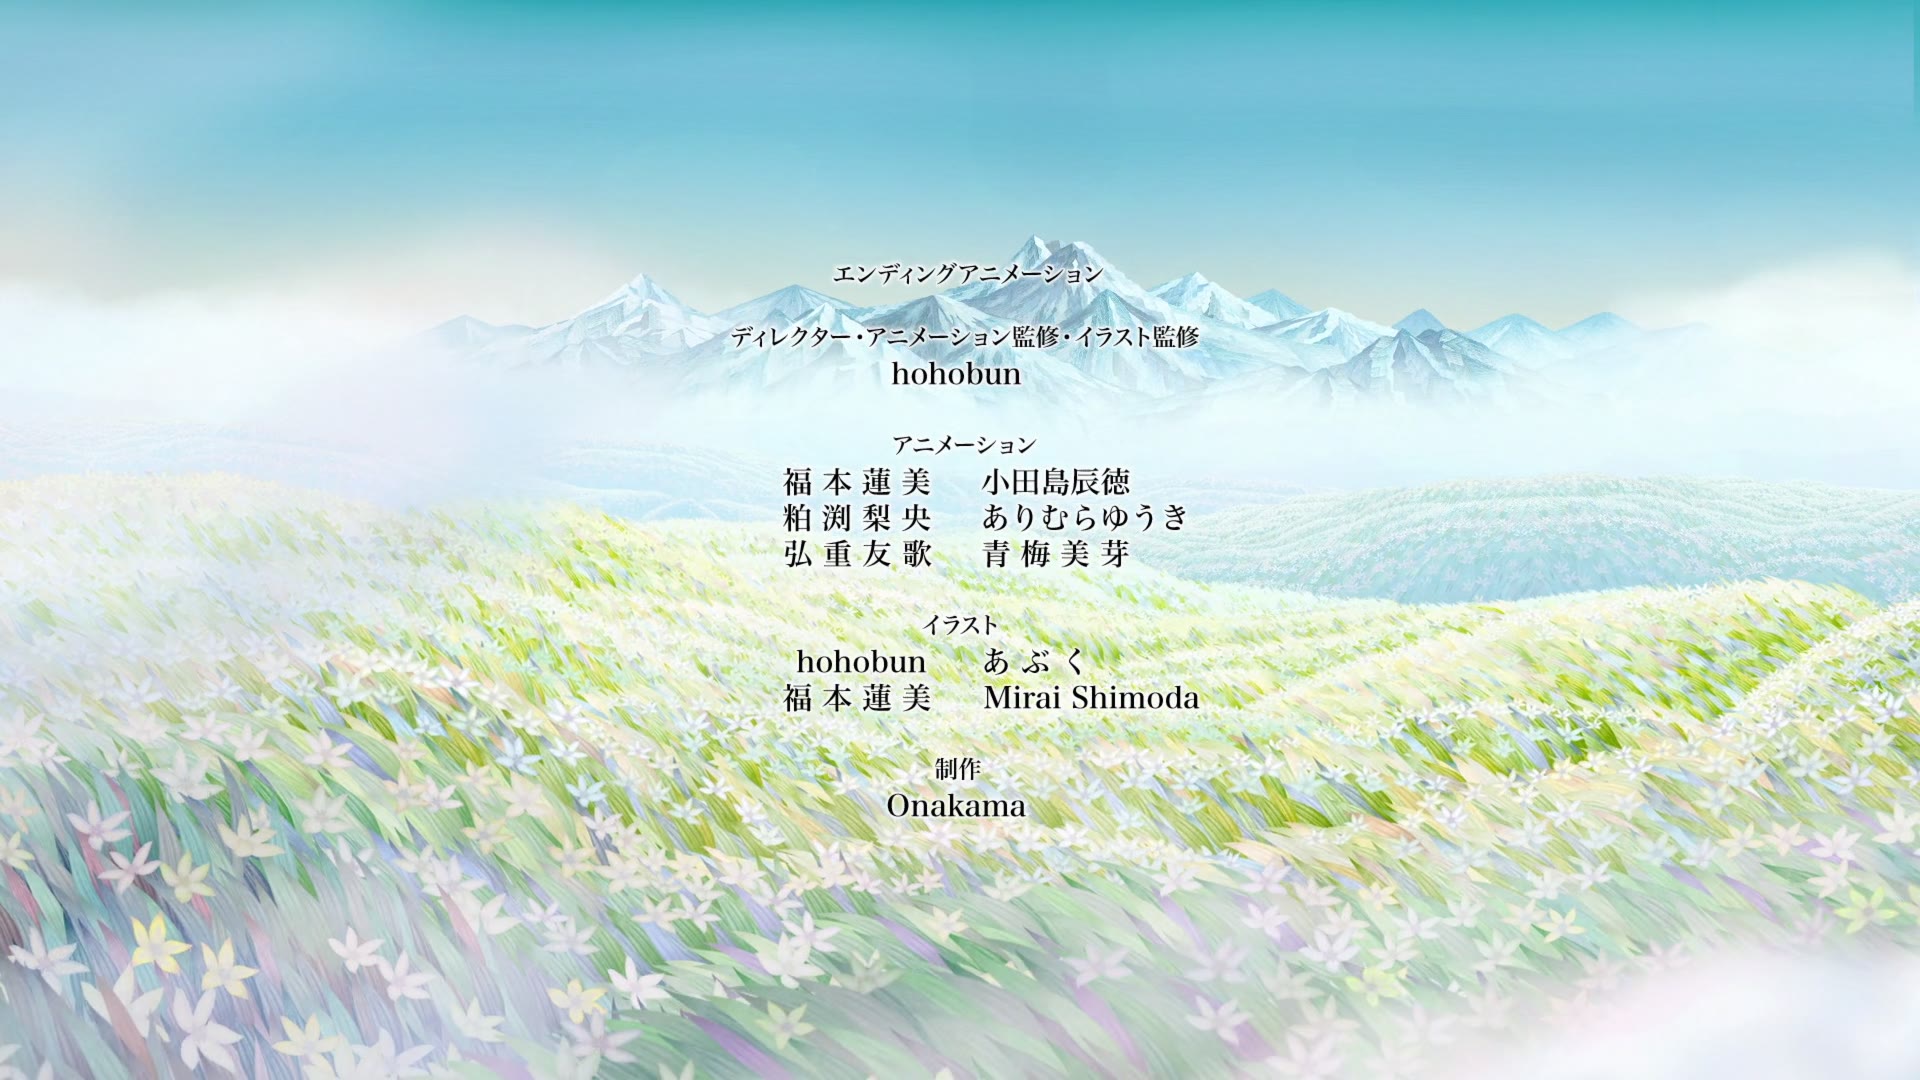 エンディングアニメーション
ディレクター・アニメーション監修・イラスト監修
hohobun
アニメーション
福本蓮美 小田島辰徳
粕渕梨央 ありむらゆうき
弘重友歌 青梅美芽
イラスト
hohobun あぶく
福本蓮美 Mirai Shimoda
制作
Onakama